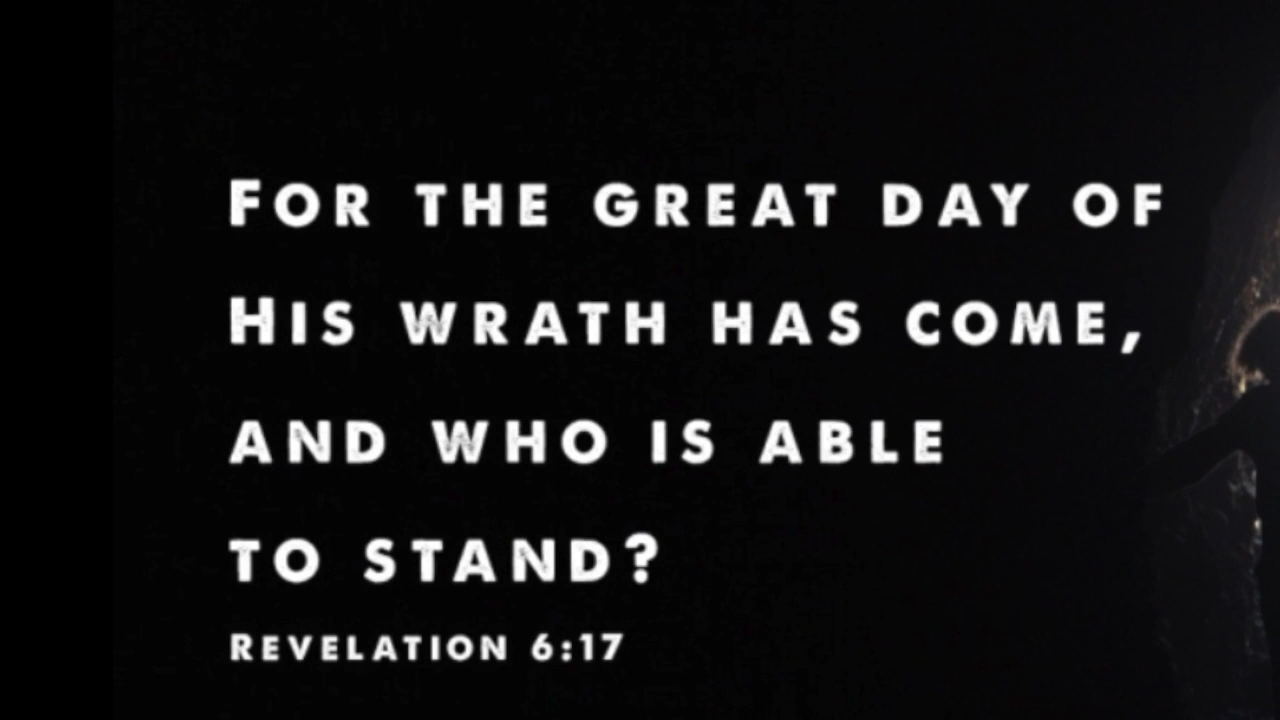 For the great day of
His wrath has come,
and who is able
to stand?
Revelation 6:17